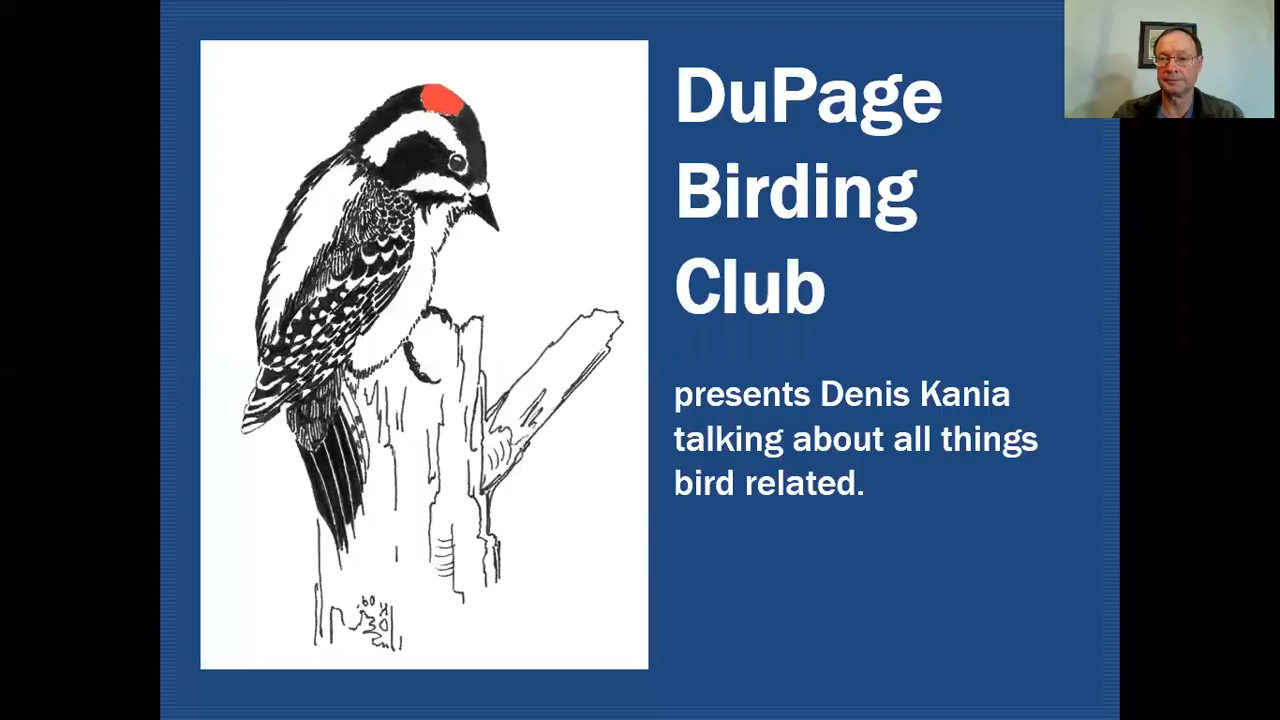 DuPage
Birding
Club
presents Denis Kania
talking about all things
bird related.